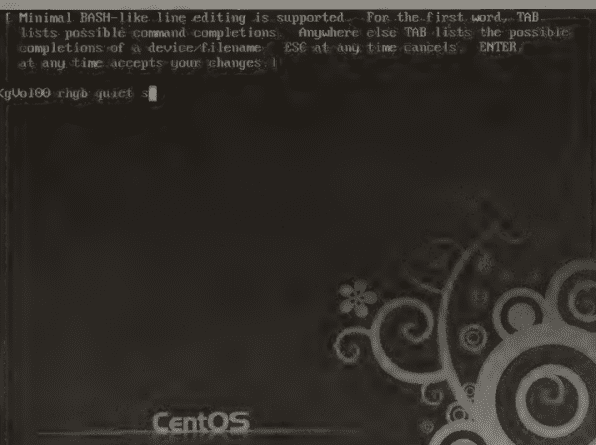 [ Minimal BASH-like line editing is supported.  For the first word, TAB
lists possible command completions.  Anywhere else TAB lists the possible
completions of a device/filename.  ESC at any time cancels.  ENTER
at any time accepts your changes.]
<gVol00 rhgb quiet s
CentOS